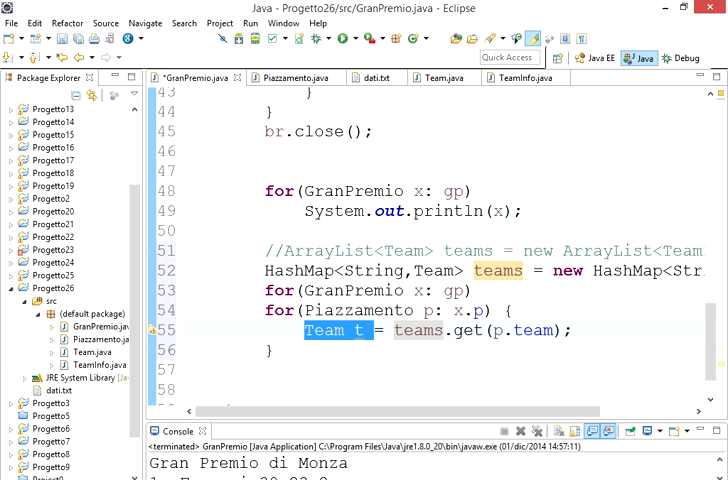 Java - Progetto26/src/GranPremio.java - Eclipse
File Edit Refactor Source Navigate Search Project Run Window Help
Quick Access
Java EE Java Debug
Package Explorer
*GranPremio.java Piazzamento.java dati.txt Team.java TeamInfo.java
Progetto13
Progetto14
Progetto15
Progetto16
Progetto17
Progetto18
Progetto19
Progetto2
Progetto20
Progetto21
Progetto22
Progetto23
Progetto24
Progetto25
Progetto26
src
(default package)
GranPremio.jav
Piazzamento.ja
Team.java
TeamInfo.java
JRE System Library [Java
dati.txt
Progetto3
Progetto5
Progetto6
Progetto7
Progetto8
Progetto9
43 }
44 }
45 br.close();
46
47
48 for(GranPremio x: gp)
49 System.out.println(x);
50
51 //ArrayList<Team> teams = new ArrayList<Team
52 HashMap<String,Team> teams = new HashMap<Str
53 for(GranPremio x: gp)
54 for(Piazzamento p: x.p) {
55 Team t = teams.get(p.team);
56 }
57
58
Console
<terminated> GranPremio [Java Application] C:\Program Files\Java\jre1.8.0_20\bin\javaw.exe (01/dic/2014 14:57:11)
Gran Premio di Monza